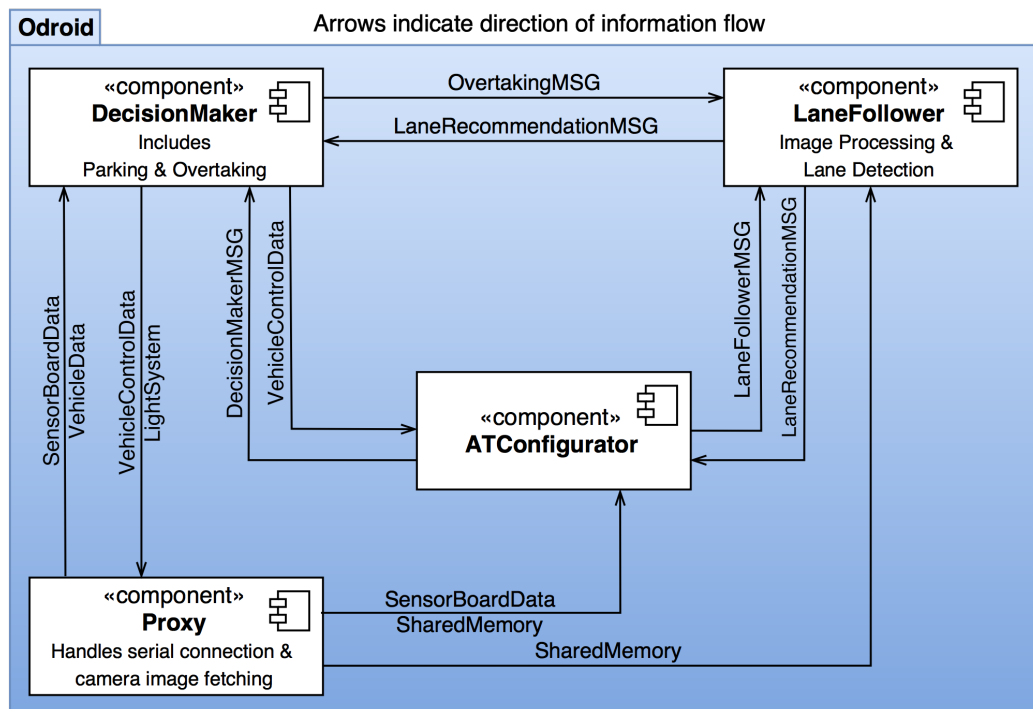 Odroid
Arrows indicate direction of information flow
«component»
DecisionMaker
Includes
Parking & Overtaking
OvertakingMSG
LaneRecommendationMSG
«component»
LaneFollower
Image Processing &
Lane Detection
SensorBoardData
VehicleData
VehicleControlData
LightSystem
DecisionMakerMSG
VehicleControlData
LaneFollowerMSG
LaneRecommendationMSG
«component»
ATConfigurator
«component»
Proxy
Handles serial connection &
camera image fetching
SensorBoardData
SharedMemory
SharedMemory